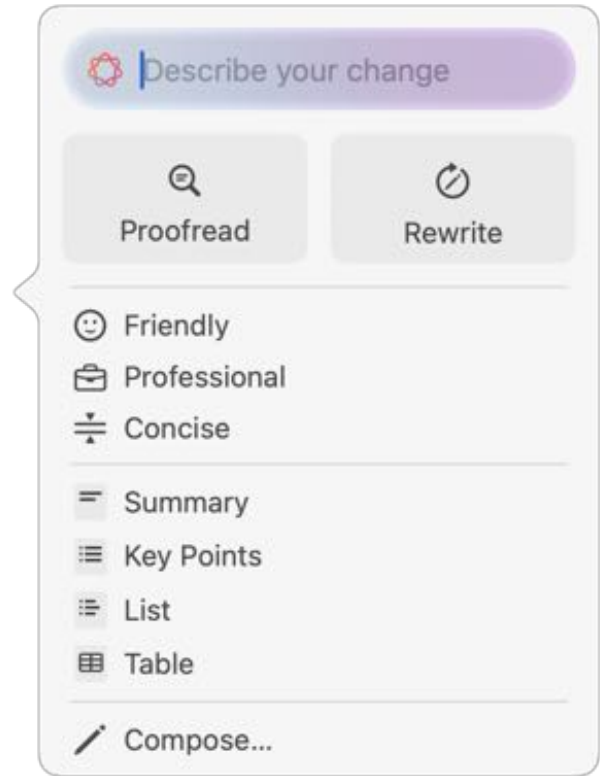 Describe your change
Proofread
Rewrite
Friendly
Professional
Concise
Summary
Key Points
List
Table
Compose...